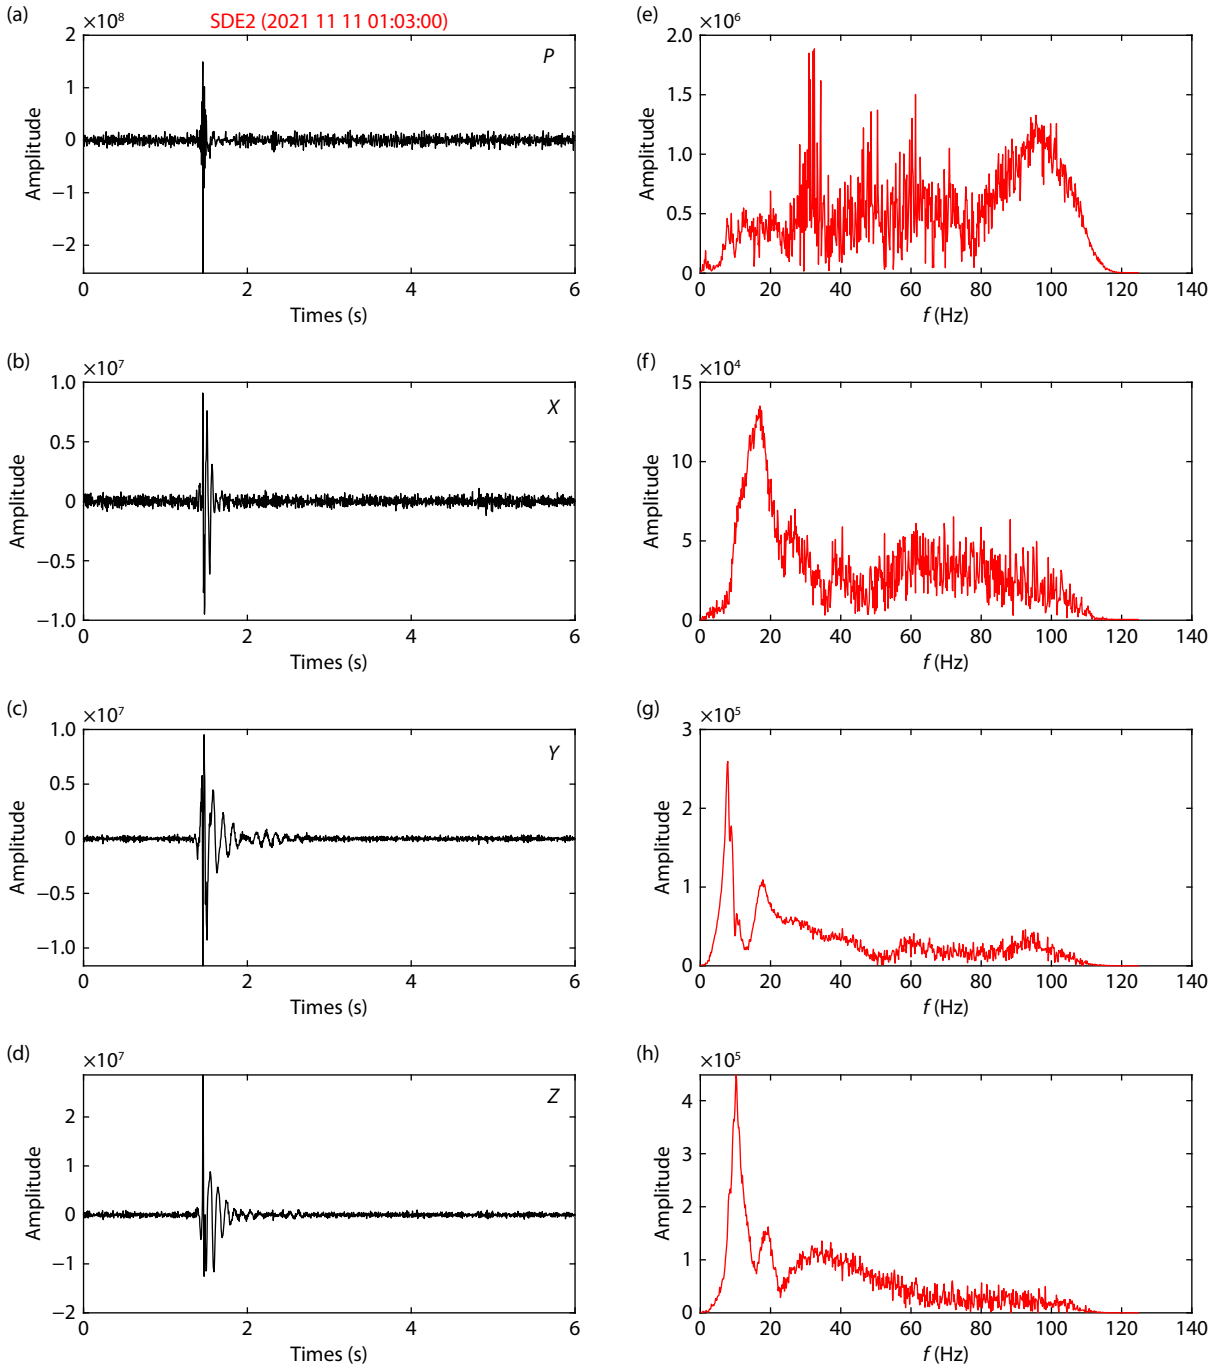 (a)
×10⁸
SDE2 (2021 11 11 01:03:00)
P
2
1
0
−1
−2
Amplitude
0 2 4 6
Times (s)
(e)
×10⁶
2.0
1.5
1.0
0.5
0
Amplitude
0 20 40 60 80 100 120 140
f (Hz)
(b)
×10⁷
X
1.0
0.5
0
−0.5
−1.0
Amplitude
0 2 4 6
Times (s)
(f)
×10⁴
15
10
5
0
Amplitude
0 20 40 60 80 100 120 140
f (Hz)
(c)
×10⁷
Y
1.0
0.5
0
−0.5
−1.0
Amplitude
0 2 4 6
Times (s)
(g)
×10⁵
3
2
1
0
Amplitude
0 20 40 60 80 100 120 140
f (Hz)
(d)
×10⁷
Z
2
1
0
−1
−2
Amplitude
0 2 4 6
Times (s)
(h)
×10⁵
4
3
2
1
0
Amplitude
0 20 40 60 80 100 120 140
f (Hz)